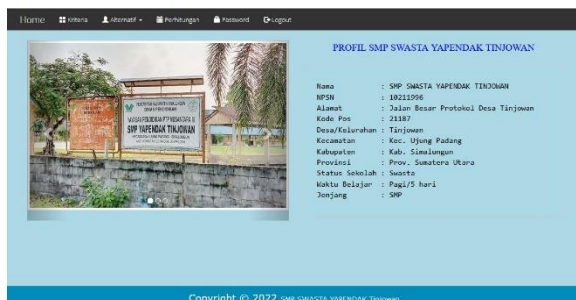 Home Kriteria Alternatif Perhitungan Password Logout
PROFIL SMP SWASTA YAPENDAK TINJOWAN
Nama : SMP SWASTA YAPENDAK TINJOWAN
NPSN : 10211996
Alamat : Jalan Besar Protokol Desa Tinjowan
Kode Pos : 21187
Desa/Kelurahan : Tinjowan
Kecamatan : Kec. Ujung Padang
Kabupaten : Kab. Simalungun
Provinsi : Prov. Sumatera Utara
Status Sekolah : Swasta
Waktu Belajar : Pagi/5 hari
Jenjang : SMP
SMP YAPENDAK TINJOWAN
Copyright © 2022 SMP SWASTA YAPENDAK Tinjowan